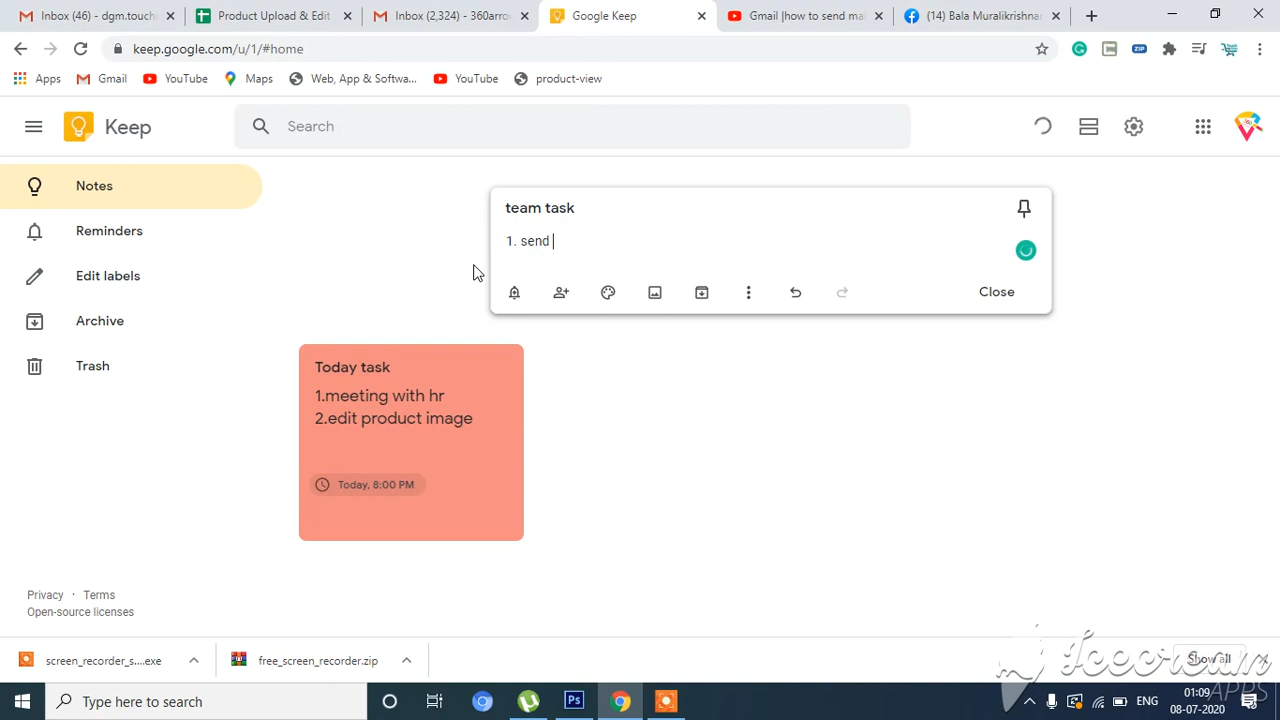 Inbox (46) - dgm.touch
Product Upload & Edit
Inbox (2,324) - 360arro
Google Keep
Gmail |how to send ma
(14) Bala Muralikrishnar
keep.google.com/u/1/#home
Apps
Gmail
YouTube
Maps
Web, App & Softwa...
YouTube
product-view
Keep
Search
Notes
Reminders
Edit labels
Archive
Trash
team task
1. send
Close
Today task
1.meeting with hr
2.edit product image
Today, 8:00 PM
Privacy · Terms
Open-source licenses
screen_recorder_s....exe
free_screen_recorder.zip
Show all
Icecream
APPS
Type here to search
ENG
01:09
08-07-2020